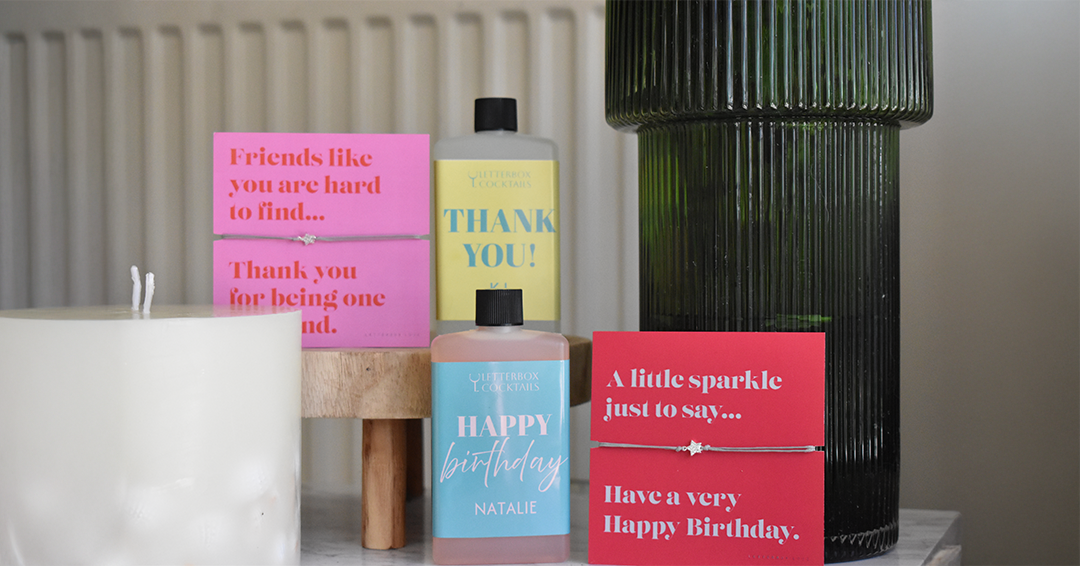 Friends like
you are hard
to find...
Thank you
for being one
nd.
LETTERBOX
COCKTAILS
THANK
YOU!
LETTERBOX
COCKTAILS
HAPPY
birthday
NATALIE
A little sparkle
just to say...
Have a very
Happy Birthday.